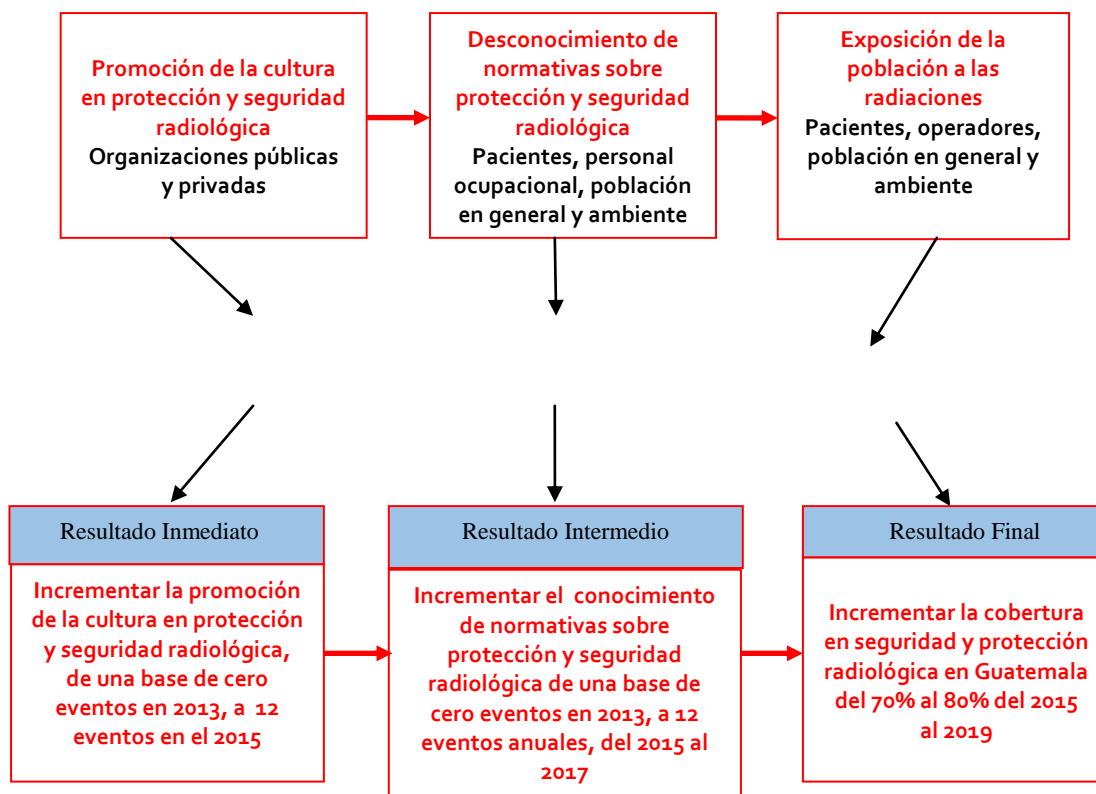 Promoción de la cultura
en protección y seguridad
radiológica
Organizaciones públicas
y privadas
Desconocimiento de
normativas sobre
protección y seguridad
radiológica
Pacientes, personal
ocupacional, población
en general y ambiente
Exposición de la
población a las
radiaciones
Pacientes, operadores,
población en general y
ambiente
Resultado Inmediato
Incrementar la promoción
de la cultura en protección
y seguridad radiológica,
de una base de cero
eventos en 2013, a 12
eventos en el 2015
Resultado Intermedio
Incrementar el conocimiento
de normativas sobre
protección y seguridad
radiológica de una base de
cero eventos en 2013, a 12
eventos anuales, del 2015 al
2017
Resultado Final
Incrementar la cobertura
en seguridad y protección
radiológica en Guatemala
del 70% al 80% del 2015
al 2019